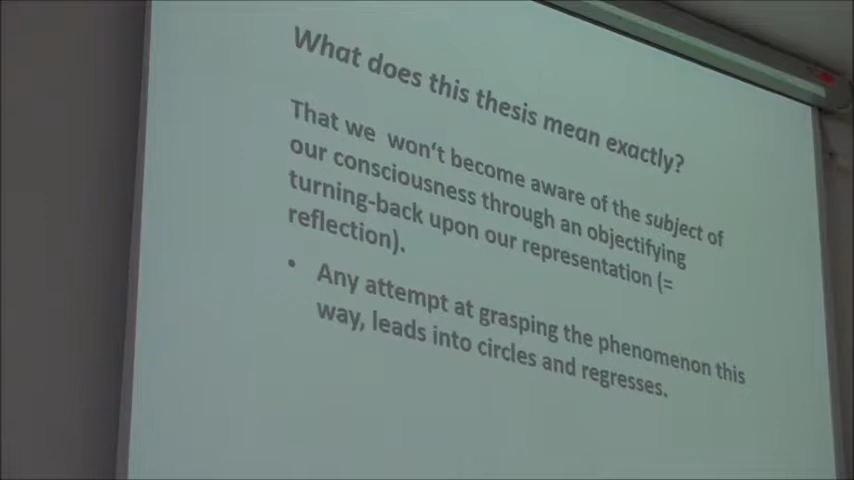 What does this thesis mean exactly?
That we won't become aware of the subject of
our consciousness through an objectifying
turning-back upon our representation (=
reflection).
• Any attempt at grasping the phenomenon this
way, leads into circles and regresses.